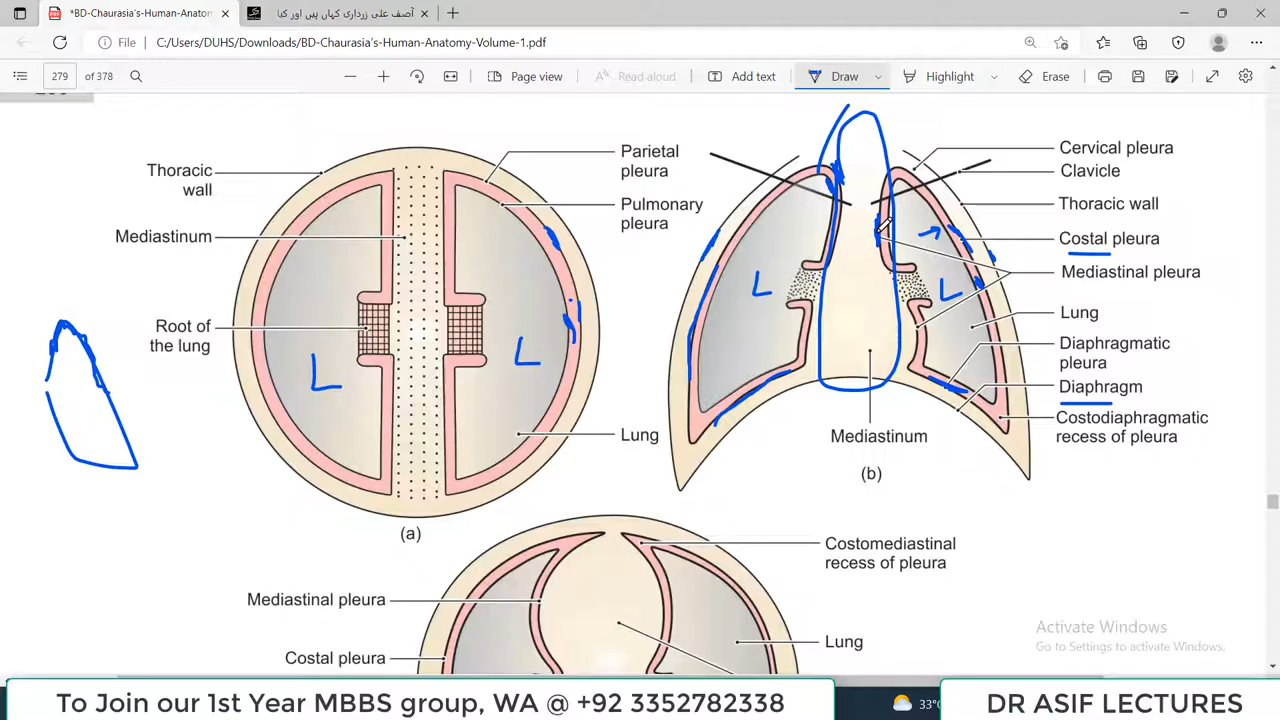 *BD-Chaurasia's-Human-Anatom
آصف علی زرداری کہاں ہیں اور کیا
File
C:/Users/DUHS/Downloads/BD-Chaurasia's-Human-Anatomy-Volume-1.pdf
279 of 378
Page view
Read aloud
Add text
Draw
Highlight
Erase
Thoracic
wall
Mediastinum
Root of
the lung
Parietal
pleura
Pulmonary
pleura
Lung
L
L
(a)
L
L
Cervical pleura
Clavicle
Thoracic wall
Costal pleura
Mediastinal pleura
Lung
Diaphragmatic
pleura
Diaphragm
Costodiaphragmatic
recess of pleura
Mediastinum
(b)
Costomediastinal
recess of pleura
Mediastinal pleura
Lung
Costal pleura
Activate Windows
Go to Settings to activate Windows.
To Join our 1st Year MBBS group, WA @ +92 3352782338
33°
DR ASIF LECTURES